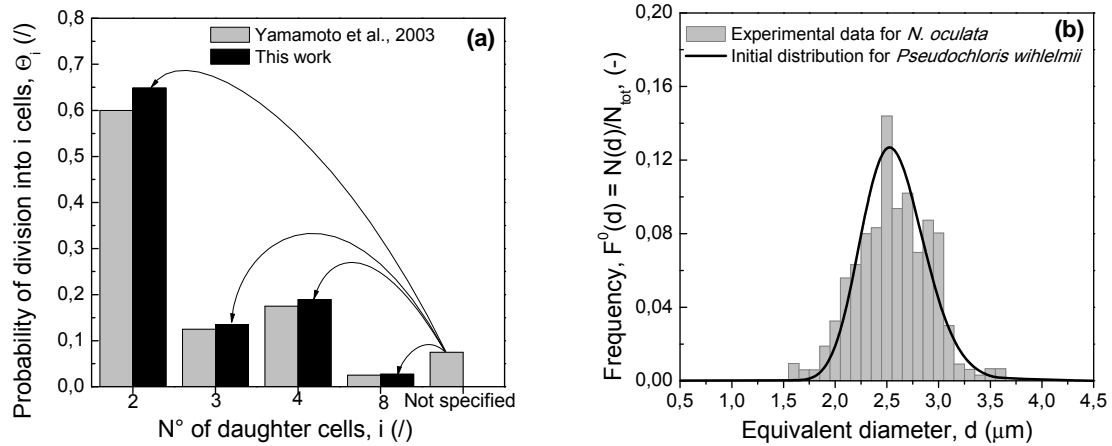 0,8
0,7
0,6
0,5
0,4
0,3
0,2
0,1
0,0
Probability of division into i cells, Θi (/)
Yamamoto et al., 2003
This work
(a)
2 3 4 8 Not specified
N° of daughter cells, i (/)
0,20
0,16
0,12
0,08
0,04
0,00
Frequency, F0(d) = N(d)/Ntot, (-)
(b)
Experimental data for N. oculata
Initial distribution for Pseudochloris wihlelmii
0,5 1,0 1,5 2,0 2,5 3,0 3,5 4,0 4,5
Equivalent diameter, d (μm)